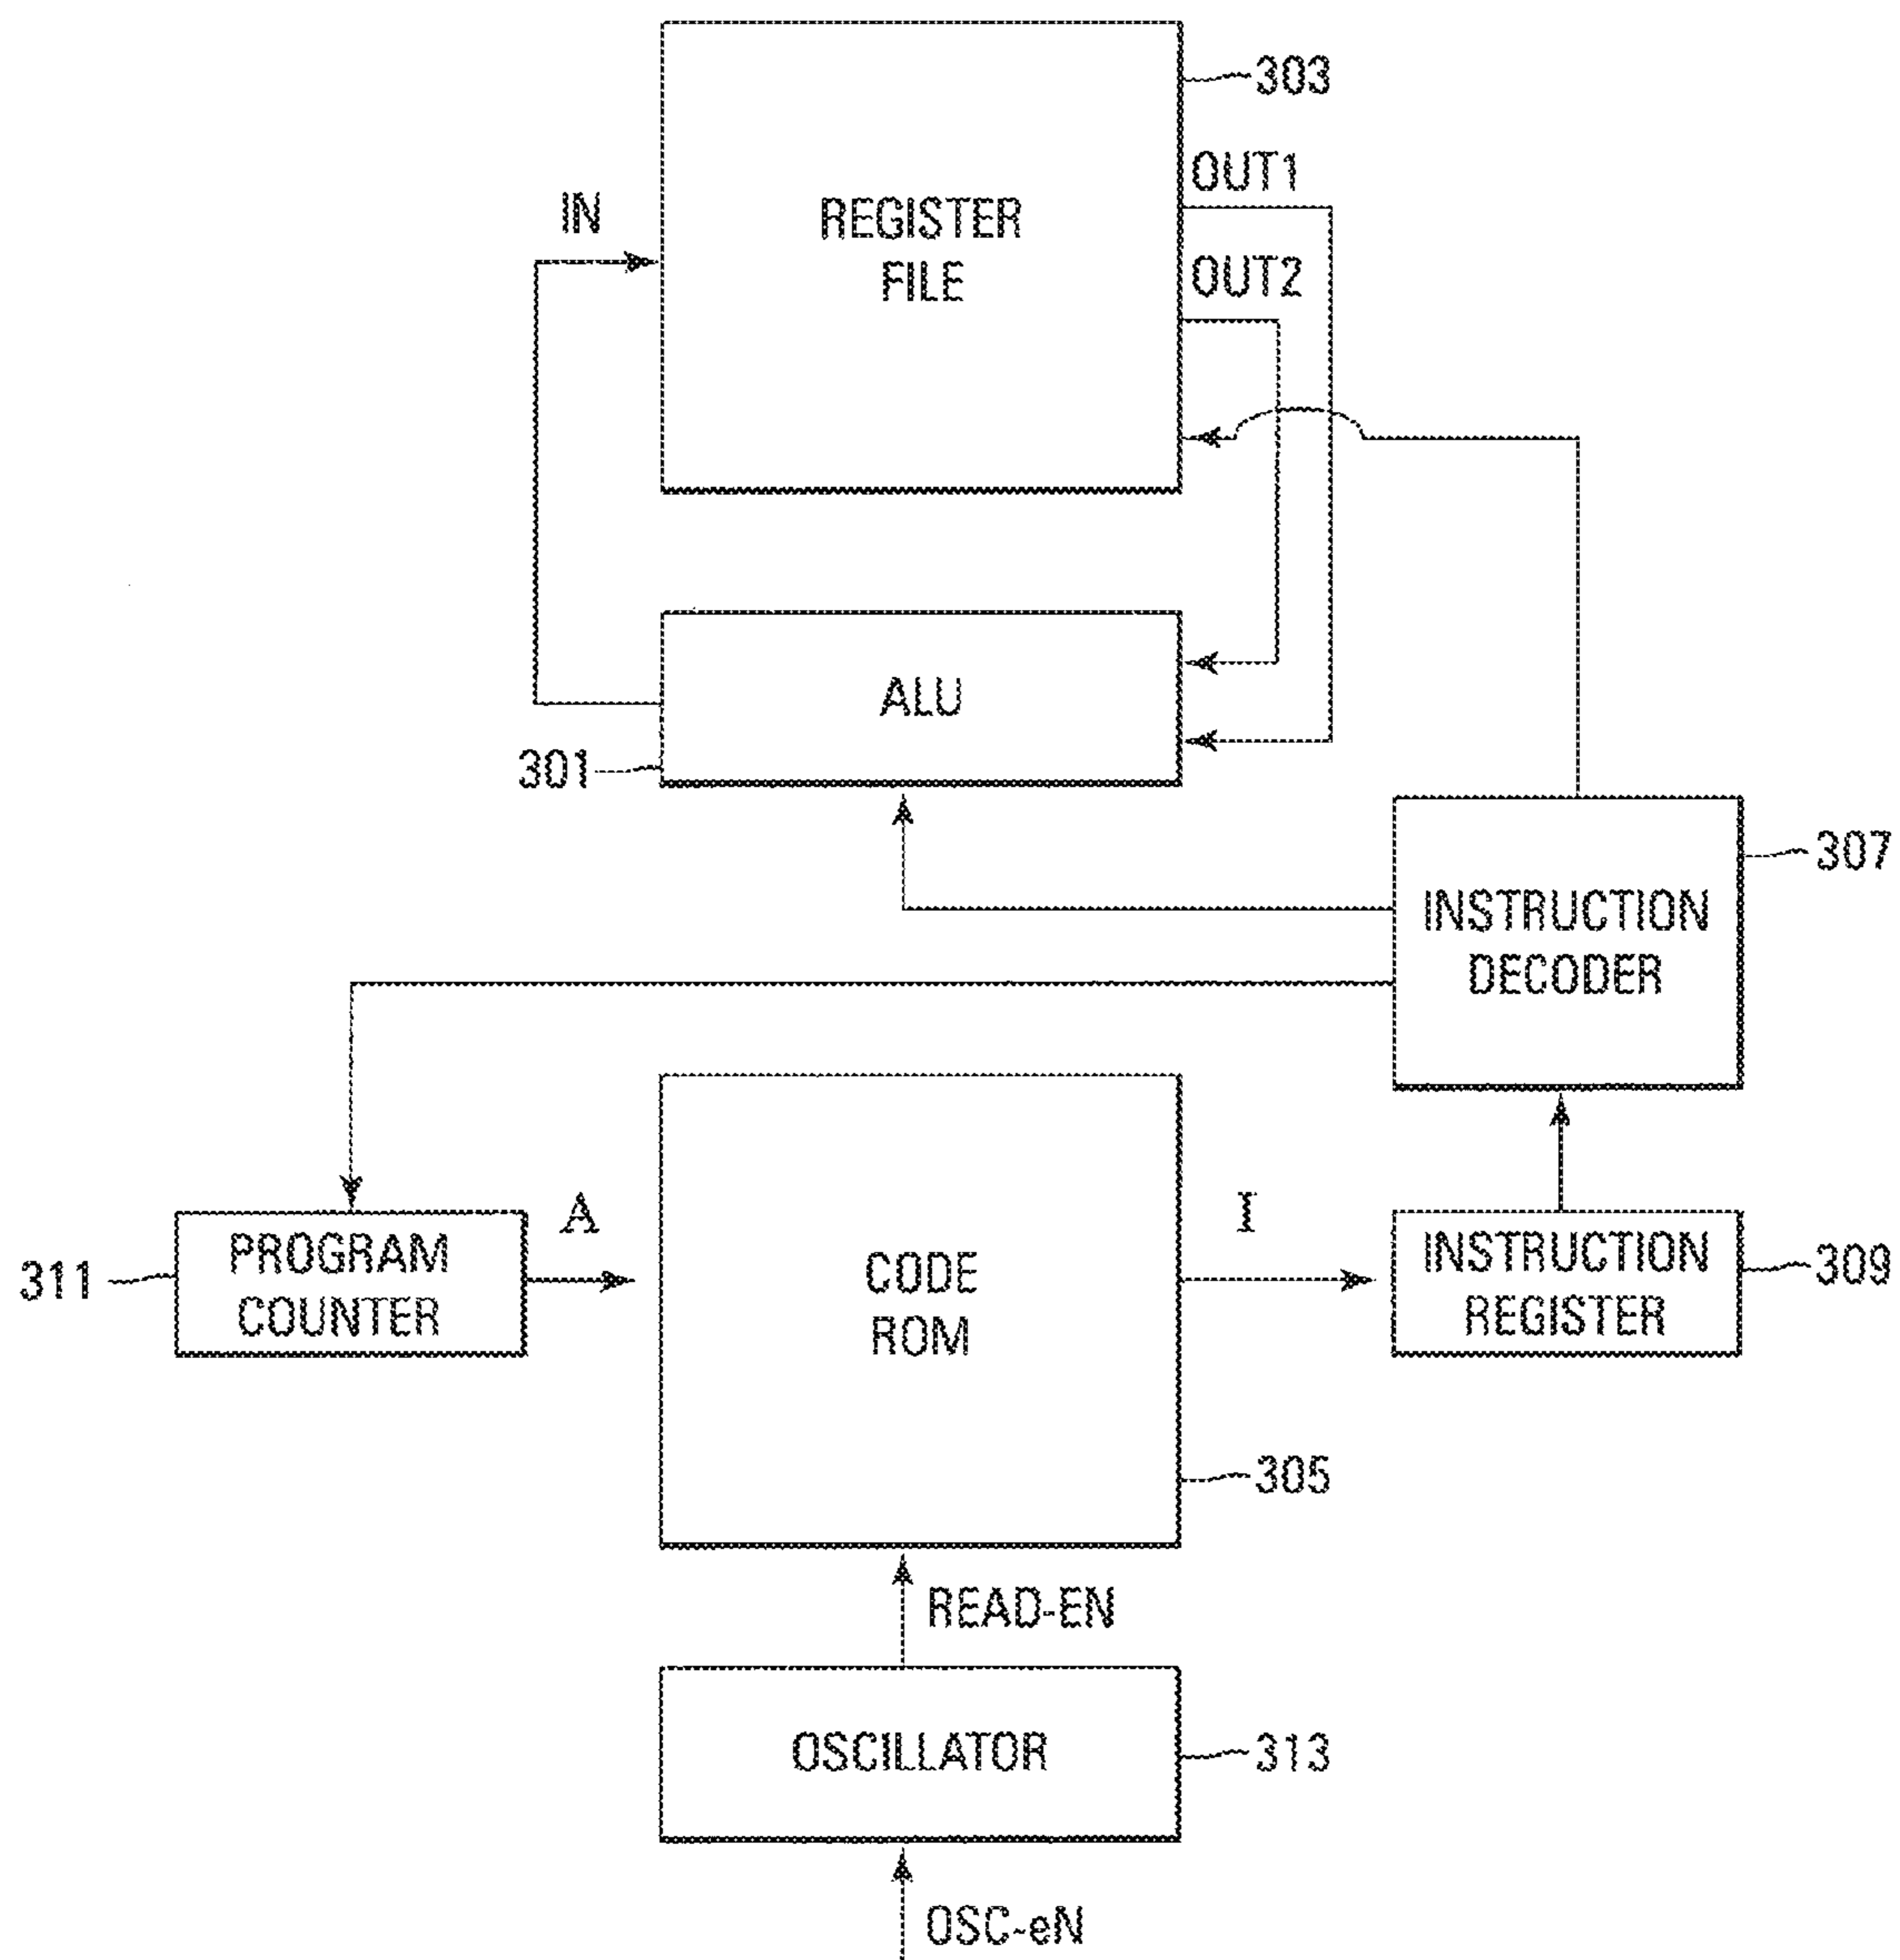 303
OUT1
IN
REGISTER
FILE
OUT2
ALU
301
307
INSTRUCTION
DECODER
A
I
PROGRAM
COUNTER
311
CODE
ROM
INSTRUCTION
REGISTER
309
305
READ-EN
OSCILLATOR
313
OSC-eN